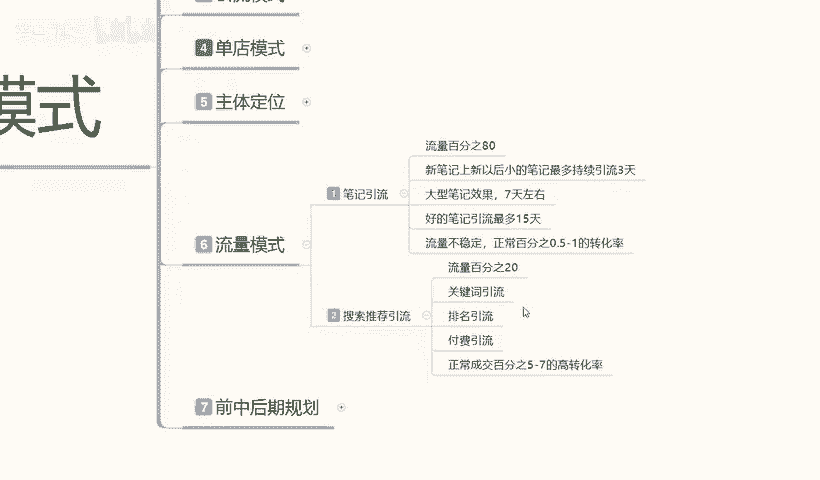 模式
4 单店模式
5 主体定位
6 流量模式
1 笔记引流
流量百分之80
新笔记上新以后小的笔记最多持续引流3天
大型笔记效果，7天左右
好的笔记引流最多15天
流量不稳定，正常百分之0.5-1的转化率
2 搜索推荐引流
流量百分之20
关键词引流
排名引流
付费引流
正常成交百分之5-7的高转化率
7 前中后期规划